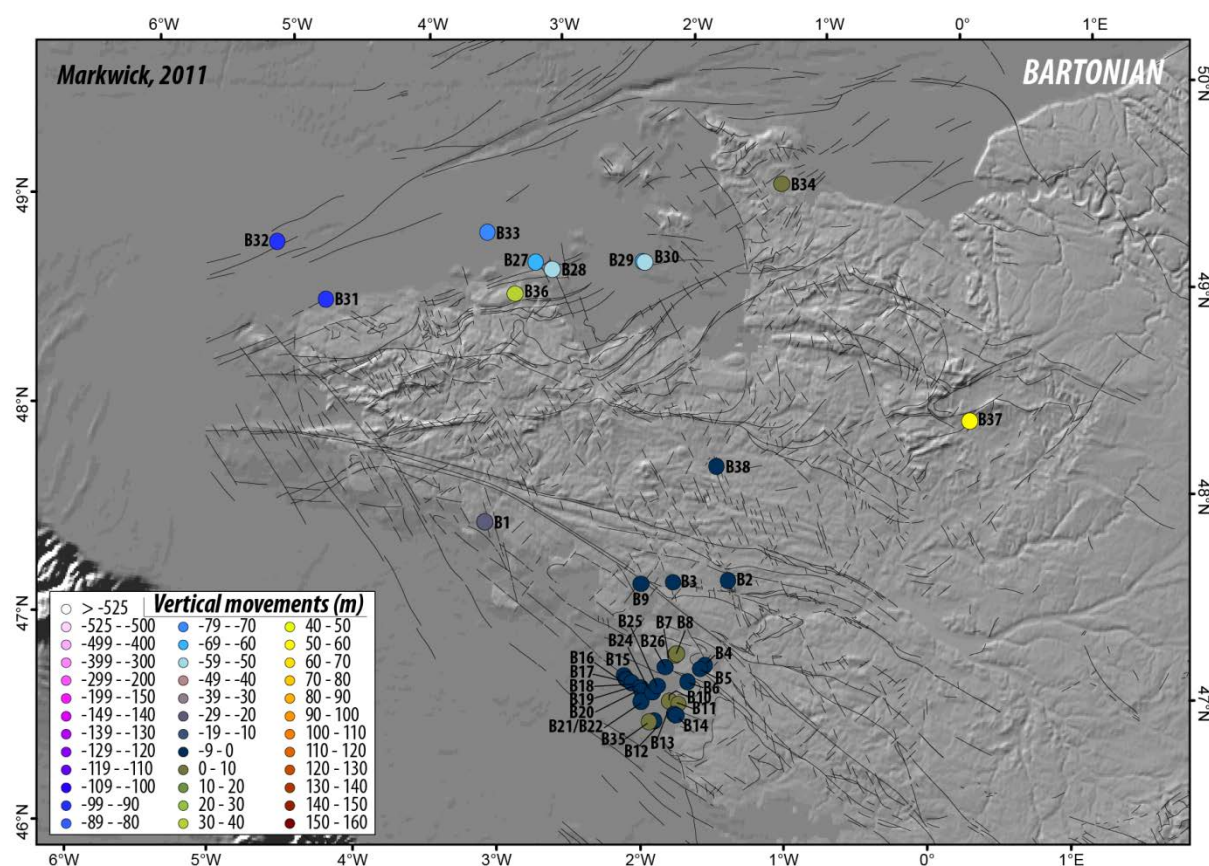 6°W 5°W 4°W 3°W 2°W 1°W 0° 1°E
Markwick, 2011
BARTONIAN
50°N
49°N
49°N
48°N
48°N
47°N
47°N
46°N
B34
B32
B33
B27
B28
B29
B30
B31
B36
B37
B38
B1
B3
B2
B9
B25
B7
B8
B24
B26
B16
B15
B4
B17
B5
B18
B6
B19
B10
B20
B11
B21/B22
B14
B35
B13
B12
Vertical movements (m)
> -525
-525 --500
-499 --400
-399 --300
-299 --200
-199 --150
-149 --140
-139 --130
-129 --120
-119 --110
-109 --100
-99 --90
-89 --80
-79 --70
-69 --60
-59 --50
-49 --40
-39 --30
-29 --20
-19 --10
-9 - 0
0 - 10
10 - 20
20 - 30
30 - 40
40 - 50
50 - 60
60 - 70
70 - 80
80 - 90
90 - 100
100 - 110
110 - 120
120 - 130
130 - 140
140 - 150
150 - 160
6°W 5°W 4°W 3°W 2°W 1°W 0° 1°E